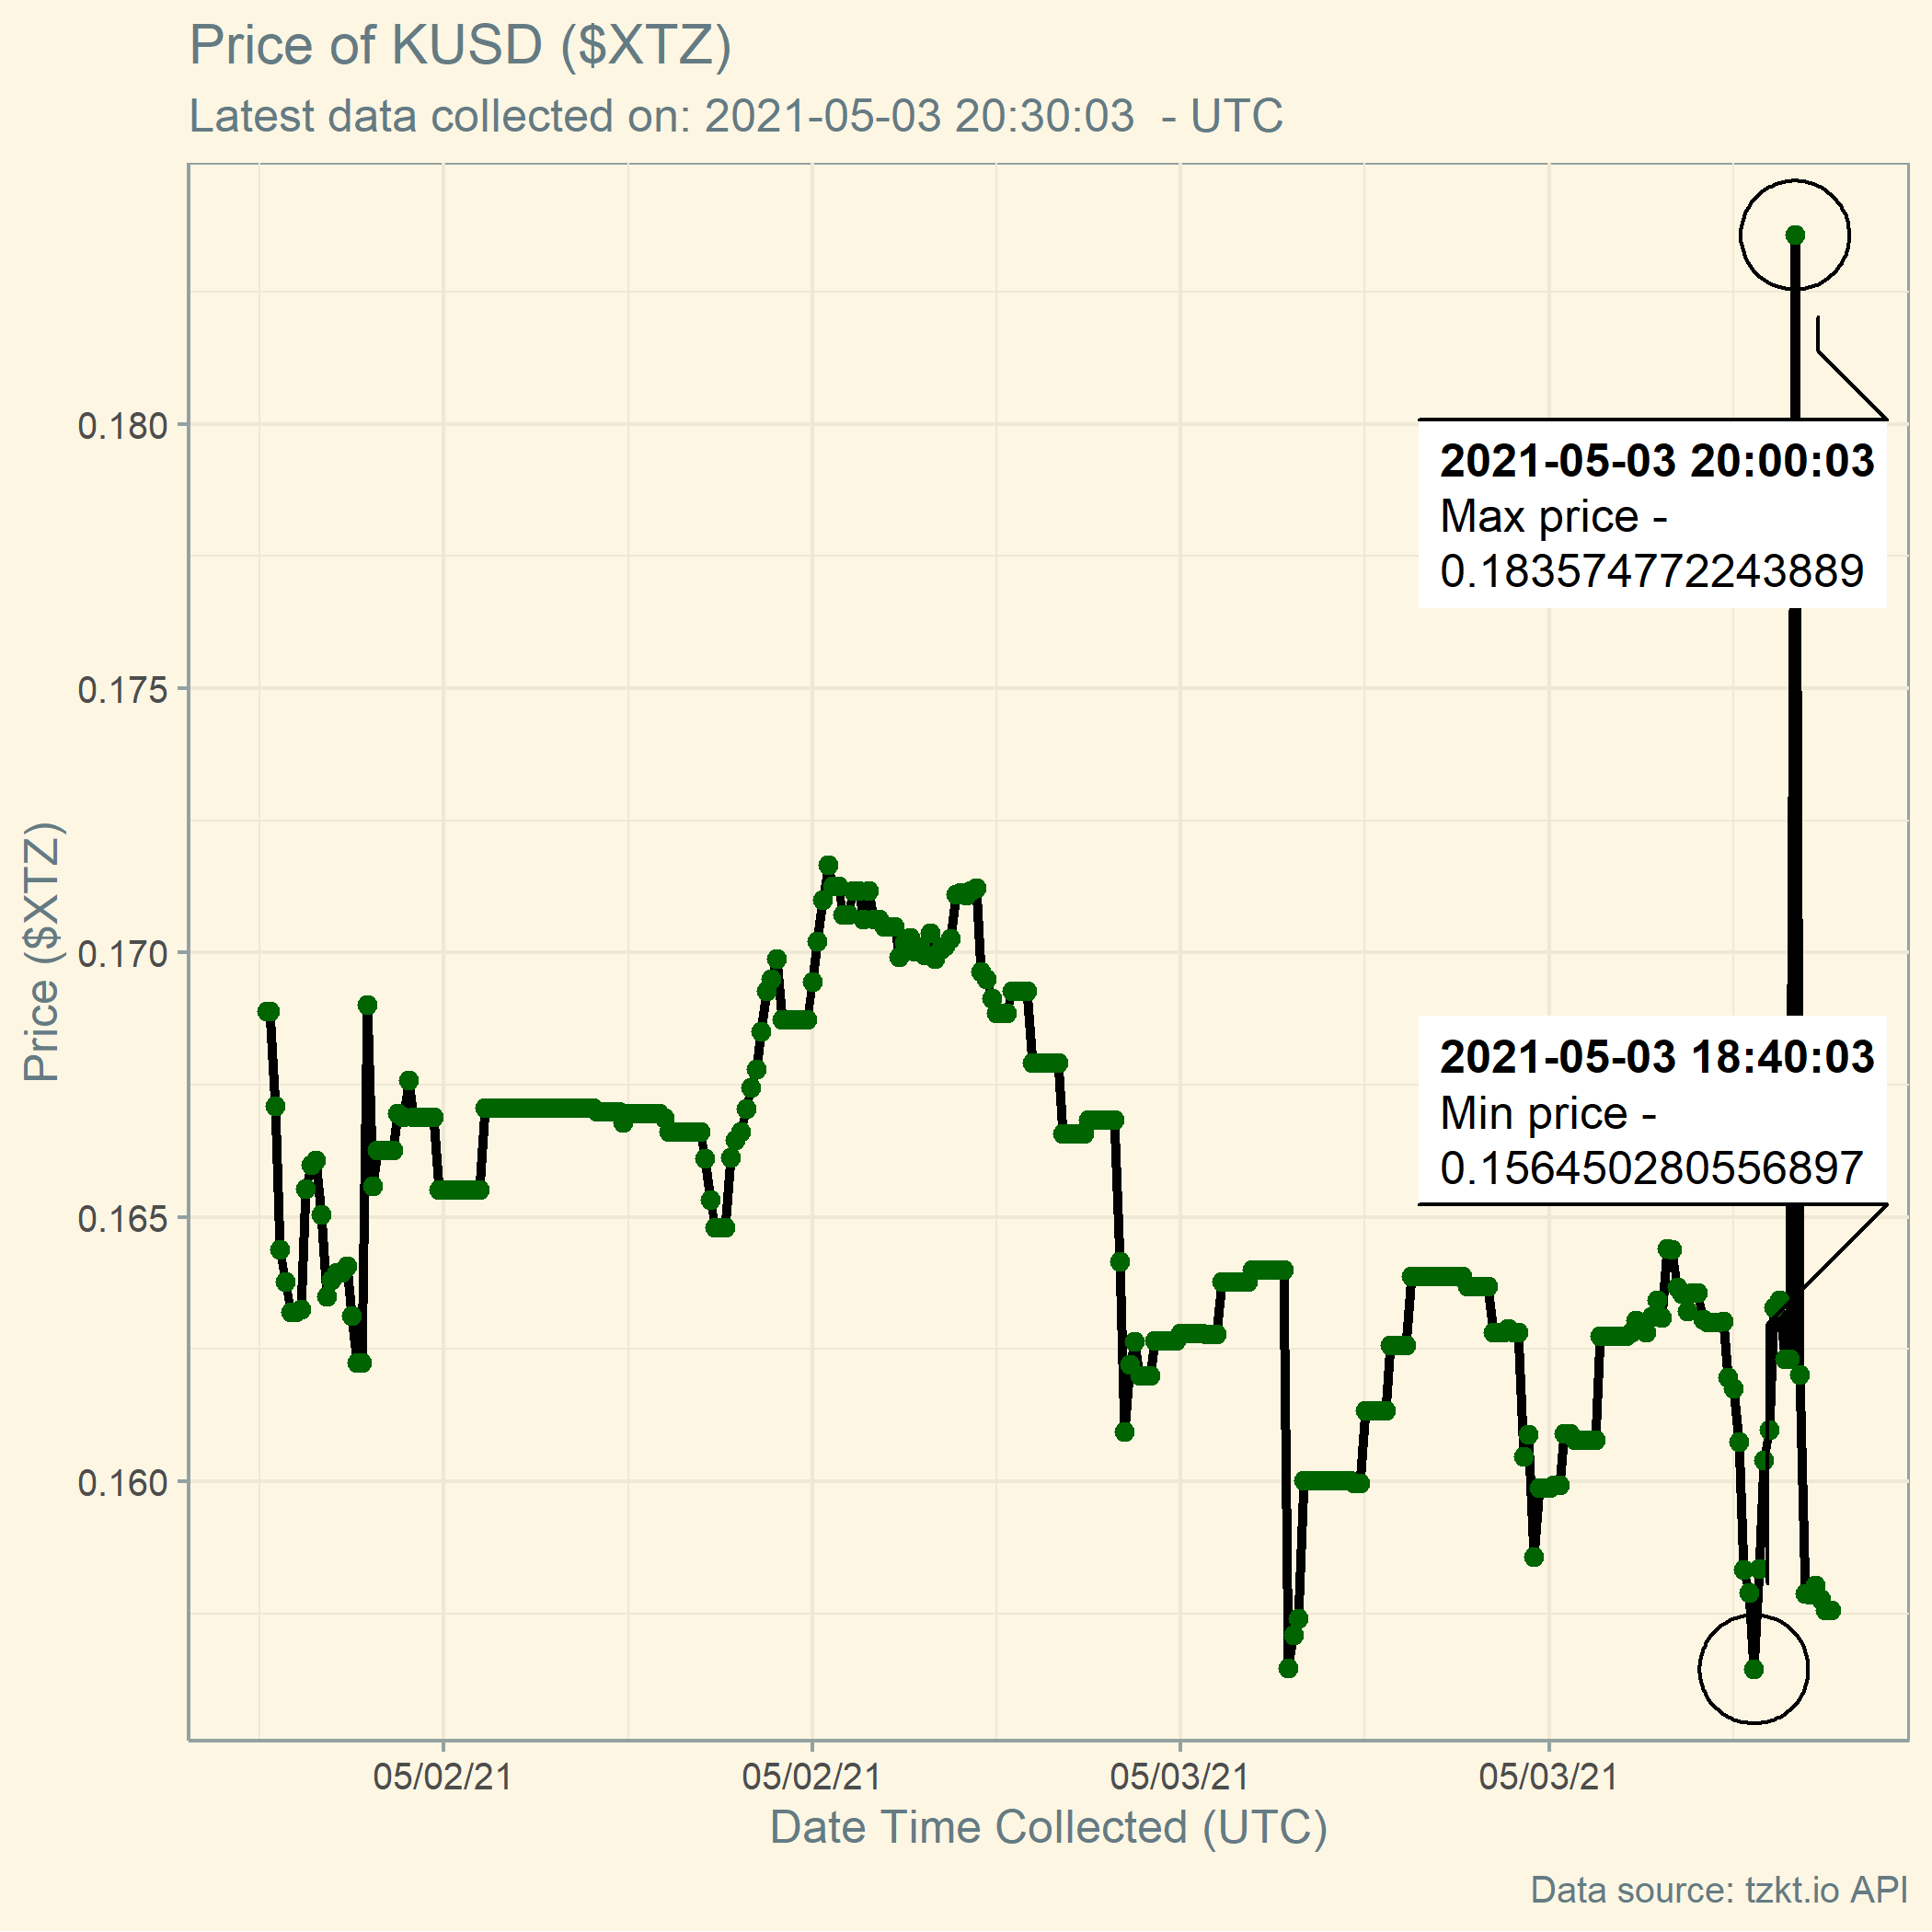 Price of KUSD ($XTZ)
Latest data collected on: 2021-05-03 20:30:03  - UTC
0.180
0.175
0.170
0.165
0.160
Price ($XTZ)
2021-05-03 20:00:03
Max price -
0.183574772243889
2021-05-03 18:40:03
Min price -
0.156450280556897
05/02/21
05/02/21
05/03/21
05/03/21
Date Time Collected (UTC)
Data source: tzkt.io API